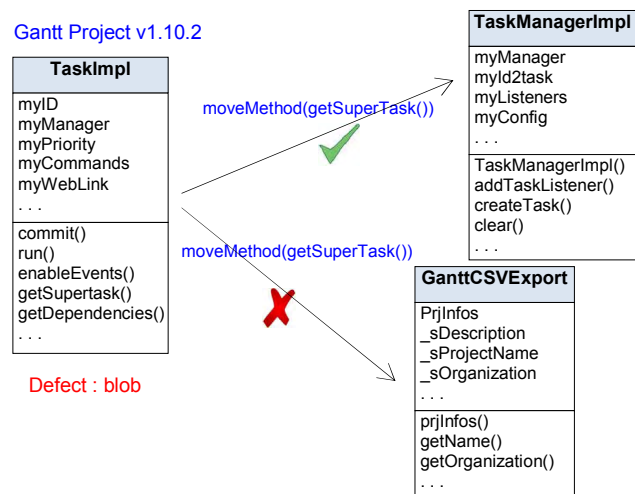 Gantt Project v1.10.2
TaskImpl
myID
myManager
myPriority
myCommands
myWebLink
. . .
commit()
run()
enableEvents()
getSupertask()
getDependencies()
. . .
Defect : blob
moveMethod(getSuperTask())
moveMethod(getSuperTask())
TaskManagerImpl
myManager
myId2task
myListeners
myConfig
. . .
TaskManagerImpl()
addTaskListener()
createTask()
clear()
. . .
GanttCSVExport
PrjInfos
_sDescription
_sProjectName
_sOrganization
. . .
prjInfos()
getName()
getOrganization()
. . .